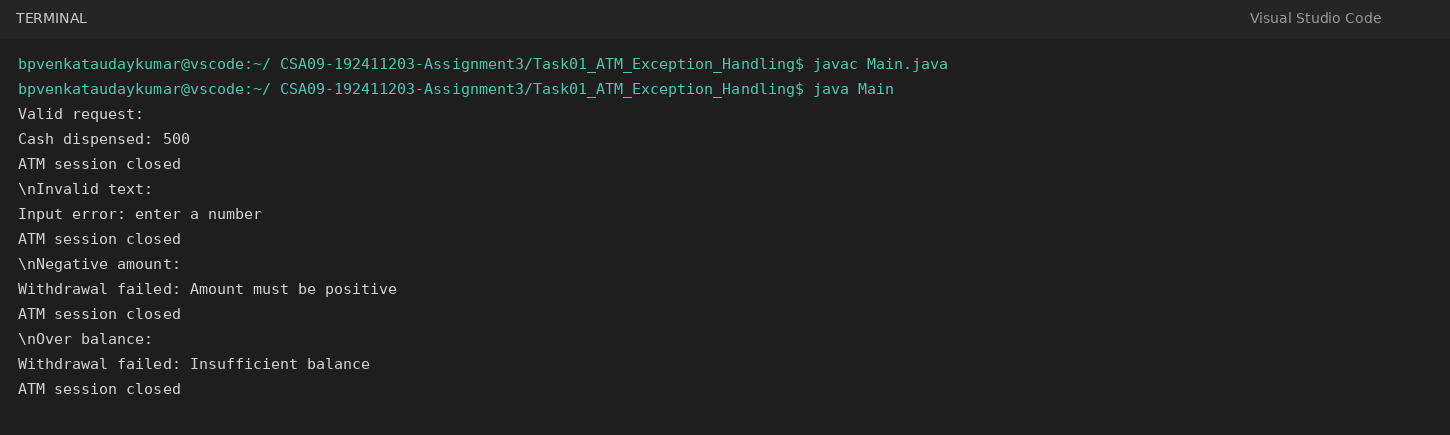 TERMINAL
Visual Studio Code
bpvenkataudaykumar@vscode:~/ CSA09-192411203-Assignment3/Task01_ATM_Exception_Handling$ javac Main.java
bpvenkataudaykumar@vscode:~/ CSA09-192411203-Assignment3/Task01_ATM_Exception_Handling$ java Main
Valid request:
Cash dispensed: 500
ATM session closed
\nInvalid text:
Input error: enter a number
ATM session closed
\nNegative amount:
Withdrawal failed: Amount must be positive
ATM session closed
\nOver balance:
Withdrawal failed: Insufficient balance
ATM session closed